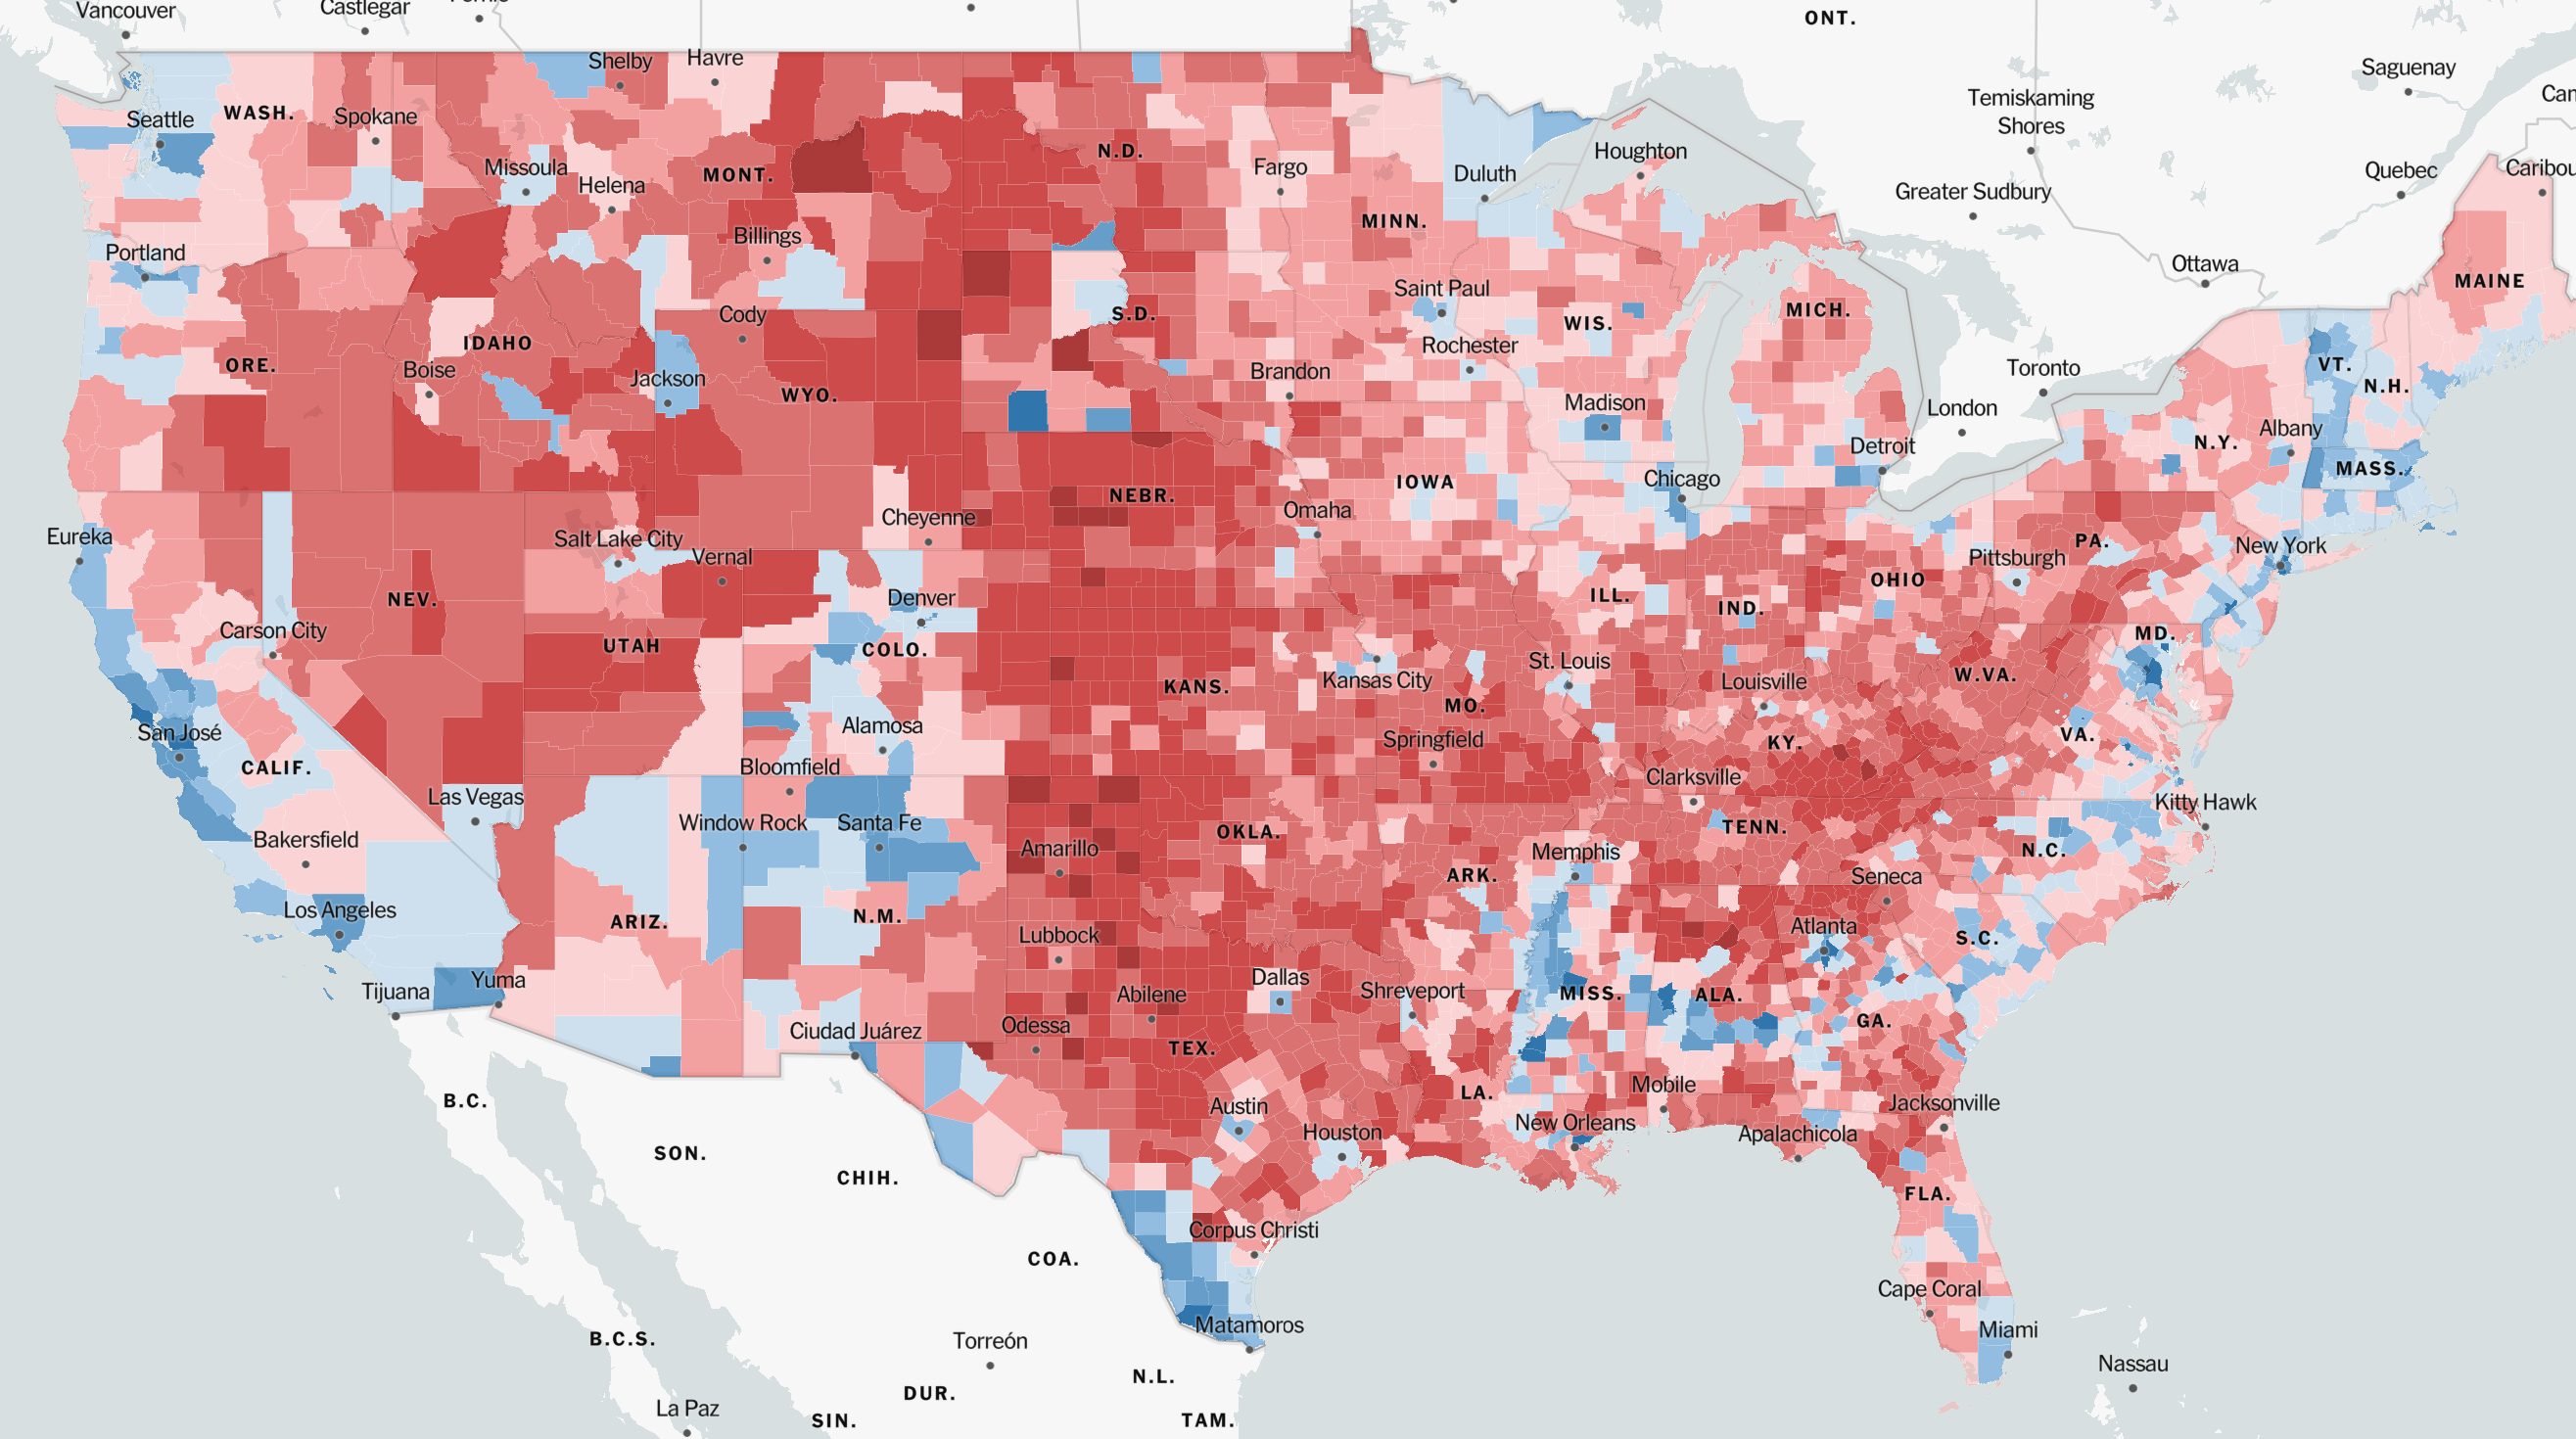 Vancouver
Castlegar
ONT.
Shelby
Havre
Saguenay
Temiskaming
Shores
Seattle
WASH.
Spokane
Missoula
Helena
MONT.
N.D.
Fargo
Duluth
Houghton
Greater Sudbury
Quebec
Portland
Billings
MINN.
Ottawa
MAINE
Cody
S.D.
Saint Paul
WIS.
MICH.
IDAHO
ORE.
Boise
Jackson
WYO.
Brandon
Rochester
Toronto
VT.
N.H.
Madison
London
Detroit
N.Y.
Albany
MASS.
Eureka
Salt Lake City
Vernal
Cheyenne
NEBR.
Omaha
IOWA
Chicago
Pittsburgh
PA.
New York
NEV.
Carson City
UTAH
Denver
COLO.
ILL.
IND.
OHIO
MD.
San José
CALIF.
Alamosa
KANS.
Kansas City
St. Louis
MO.
Springfield
Louisville
KY.
W.VA.
VA.
Las Vegas
Bakersfield
Bloomfield
Window Rock
Santa Fe
Amarillo
OKLA.
Clarksville
TENN.
Kitty Hawk
N.C.
Memphis
ARK.
Seneca
Los Angeles
ARIZ.
N.M.
Lubbock
Atlanta
S.C.
Tijuana
Yuma
Ciudad Juárez
Odessa
Abilene
Dallas
Shreveport
MISS.
ALA.
GA.
TEX.
B.C.
SON.
CHIH.
Austin
Houston
LA.
New Orleans
Mobile
Apalachicola
Jacksonville
FLA.
COA.
Corpus Christi
Cape Coral
Miami
Matamoros
B.C.S.
Torreón
N.L.
Nassau
DUR.
La Paz
SIN.
TAM.